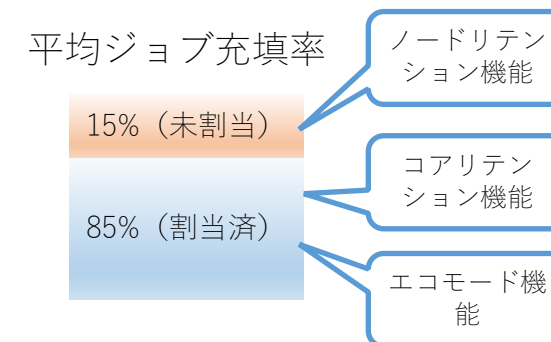 平均ジョブ充填率
ノードリテン
ション機能
15%（未割当）
コアリテン
ション機能
85%（割当済）
エコモード機
能